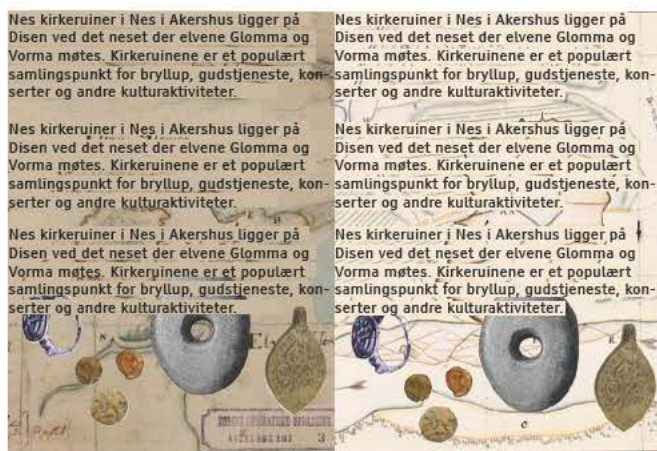 Nes kirkeruiner i Nes i Akershus ligger på
Disen ved det neset der elvene Glomma og
Vorma møtes. Kirkeruinene er et populært
samlingspunkt for bryllup, gudstjeneste, kon-
serter og andre kulturaktiviteter.
Nes kirkeruiner i Nes i Akershus ligger på
Disen ved det neset der elvene Glomma og
Vorma møtes. Kirkeruinene er et populært
samlingspunkt for bryllup, gudstjeneste, kon-
serter og andre kulturaktiviteter.
Nes kirkeruiner i Nes i Akershus ligger på
Disen ved det neset der elvene Glomma og
Vorma møtes. Kirkeruinene er et populært
samlingspunkt for bryllup, gudstjeneste, kon-
serter og andre kulturaktiviteter.
Nes kirkeruiner i Nes i Akershus ligger på
Disen ved det neset der elvene Glomma og
Vorma møtes. Kirkeruinene er et populært
samlingspunkt for bryllup, gudstjeneste, kon-
serter og andre kulturaktiviteter.
Nes kirkeruiner i Nes i Akershus ligger på
Disen ved det neset der elvene Glomma og
Vorma møtes. Kirkeruinene er et populært
samlingspunkt for bryllup, gudstjeneste, kon-
serter og andre kulturaktiviteter.
Nes kirkeruiner i Nes i Akershus ligger på
Disen ved det neset der elvene Glomma og
Vorma møtes. Kirkeruinene er et populært
samlingspunkt for bryllup, gudstjeneste, kon-
serter og andre kulturaktiviteter.